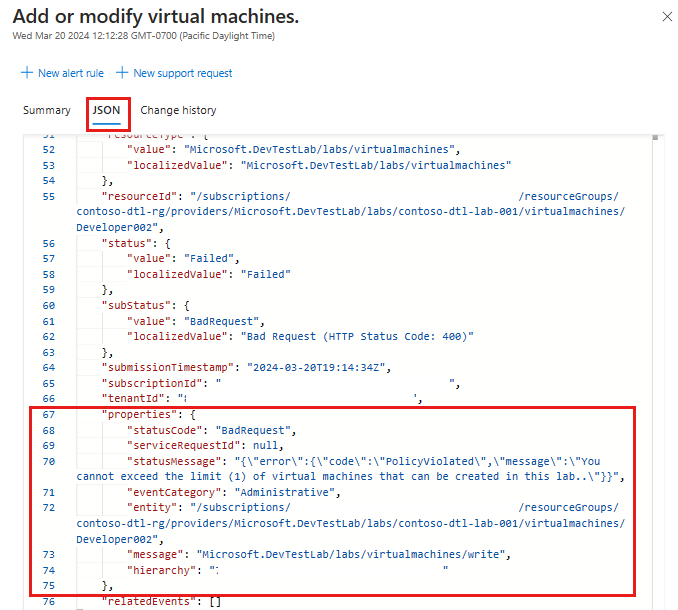 Add or modify virtual machines.
Wed Mar 20 2024 12:12:28 GMT-0700 (Pacific Daylight Time)
New alert rule New support request
Summary JSON Change history
51 "resourceType": {
52 "value": "Microsoft.DevTestLab/labs/virtualmachines",
53 "localizedValue": "Microsoft.DevTestLab/labs/virtualmachines"
54 },
55 "resourceId": "/subscriptions/ /resourceGroups/
contoso-dtl-rg/providers/Microsoft.DevTestLab/labs/contoso-dtl-lab-001/virtualmachines/
Developer002",
56 "status": {
57 "value": "Failed",
58 "localizedValue": "Failed"
59 },
60 "subStatus": {
61 "value": "BadRequest",
62 "localizedValue": "Bad Request (HTTP Status Code: 400)"
63 },
64 "submissionTimestamp": "2024-03-20T19:14:34Z",
65 "subscriptionId": " ",
66 "tenantId": " ',
67 "properties": {
68 "statusCode": "BadRequest",
69 "serviceRequestId": null,
70 "statusMessage": "{\"error\":{\"code\":\"PolicyViolated\",\"message\":\"You
cannot exceed the limit (1) of virtual machines that can be created in this lab..\"}}",
71 "eventCategory": "Administrative",
72 "entity": "/subscriptions/ /resourceGroups/
contoso-dtl-rg/providers/Microsoft.DevTestLab/labs/contoso-dtl-lab-001/virtualmachines/
Developer002",
73 "message": "Microsoft.DevTestLab/labs/virtualmachines/write",
74 "hierarchy": " "
75 },
76 "relatedEvents": []